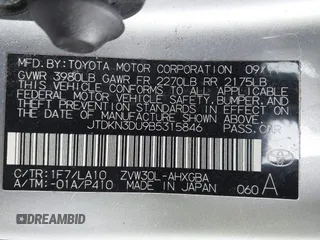 MFD.BY:TOYOTA MOTOR CORPORATION 09/
GVWR 3980LB GAWR FR 2270LB RR 2175LB
THIS VEHICLE CONFORMS TO ALL APPLICABLE
FEDERAL MOTOR VEHICLE SAFETY, BUMPER,
AND THEFT PREVENTION STANDARDS IN EFFECT
ON THE DATE OF MANUFACTURE SHOWN ABOVE.
JTDKN3DU9B5315846 PASS.CAR
C/TR:1F7/LA10 ZVW30L-AHXGBA
A/TM:-01A/P410 MADE IN JAPAN 060 A
DREAMBID